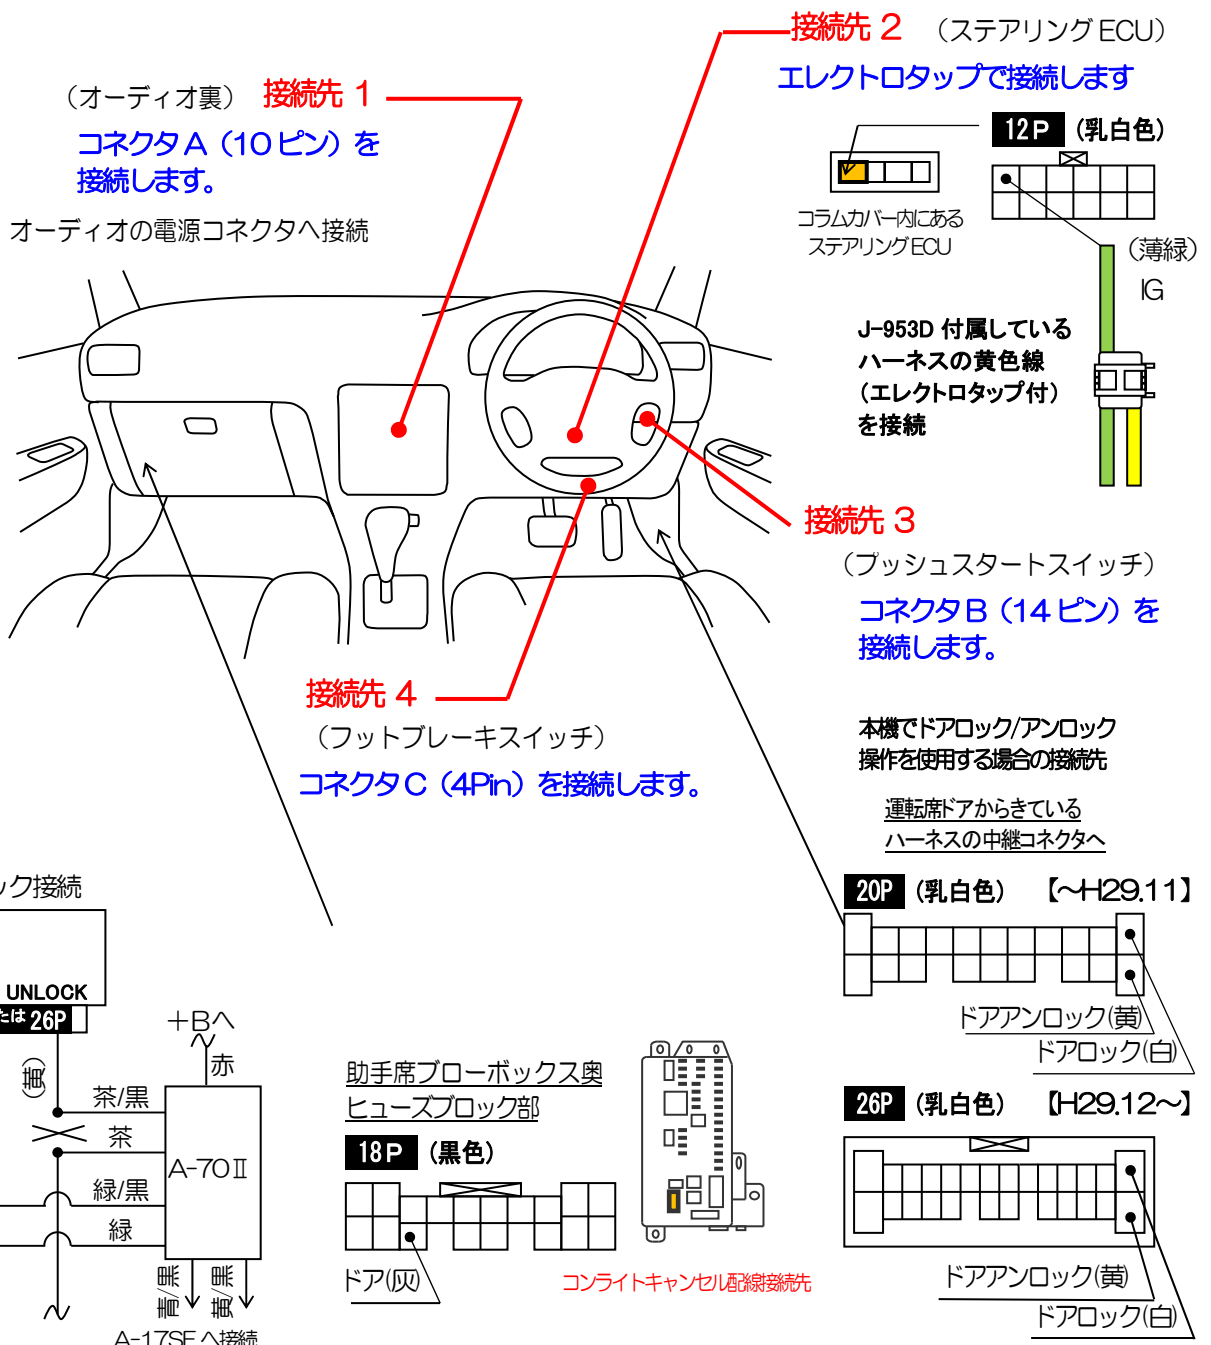 接続先 2 （ステアリング ECU）
エレクトロタップで接続します
（オーディオ裏） 接続先 1
コネクタ A（10 ピン）を
接続します。
オーディオの電源コネクタへ接続
12P (乳白色)
コラムカバー内にある
ステアリング ECU
（薄緑）
IG
J-953D 付属している
ハーネスの黄色線
（エレクトロタップ付）
を接続
接続先 3
（プッシュスタートスイッチ）
コネクタ B（14 ピン）を
接続します。
接続先 4
（フットブレーキスイッチ）
コネクタ C（4Pin）を接続します。
本機でドアロック/アンロック
操作を使用する場合の接続先
運転席ドアからきている
ハーネスの中継コネクタへ
20P (乳白色) 【～H29.11】
ドアアンロック(黄)
ドアロック(白)
26P (乳白色) 【H29.12～】
ドアアンロック(黄)
ドアロック(白)
ック接続
UNLOCK
たは 26P
(黄)
＋Bへ
赤
茶/黒
茶
A-70Ⅱ
緑/黒
緑
青/黒
黄/黒
A-17SE へ接続
助手席ブローボックス奥
ヒューズブロック部
18P (黒色)
ドア(灰)
コンライトキャンセル配線接続先